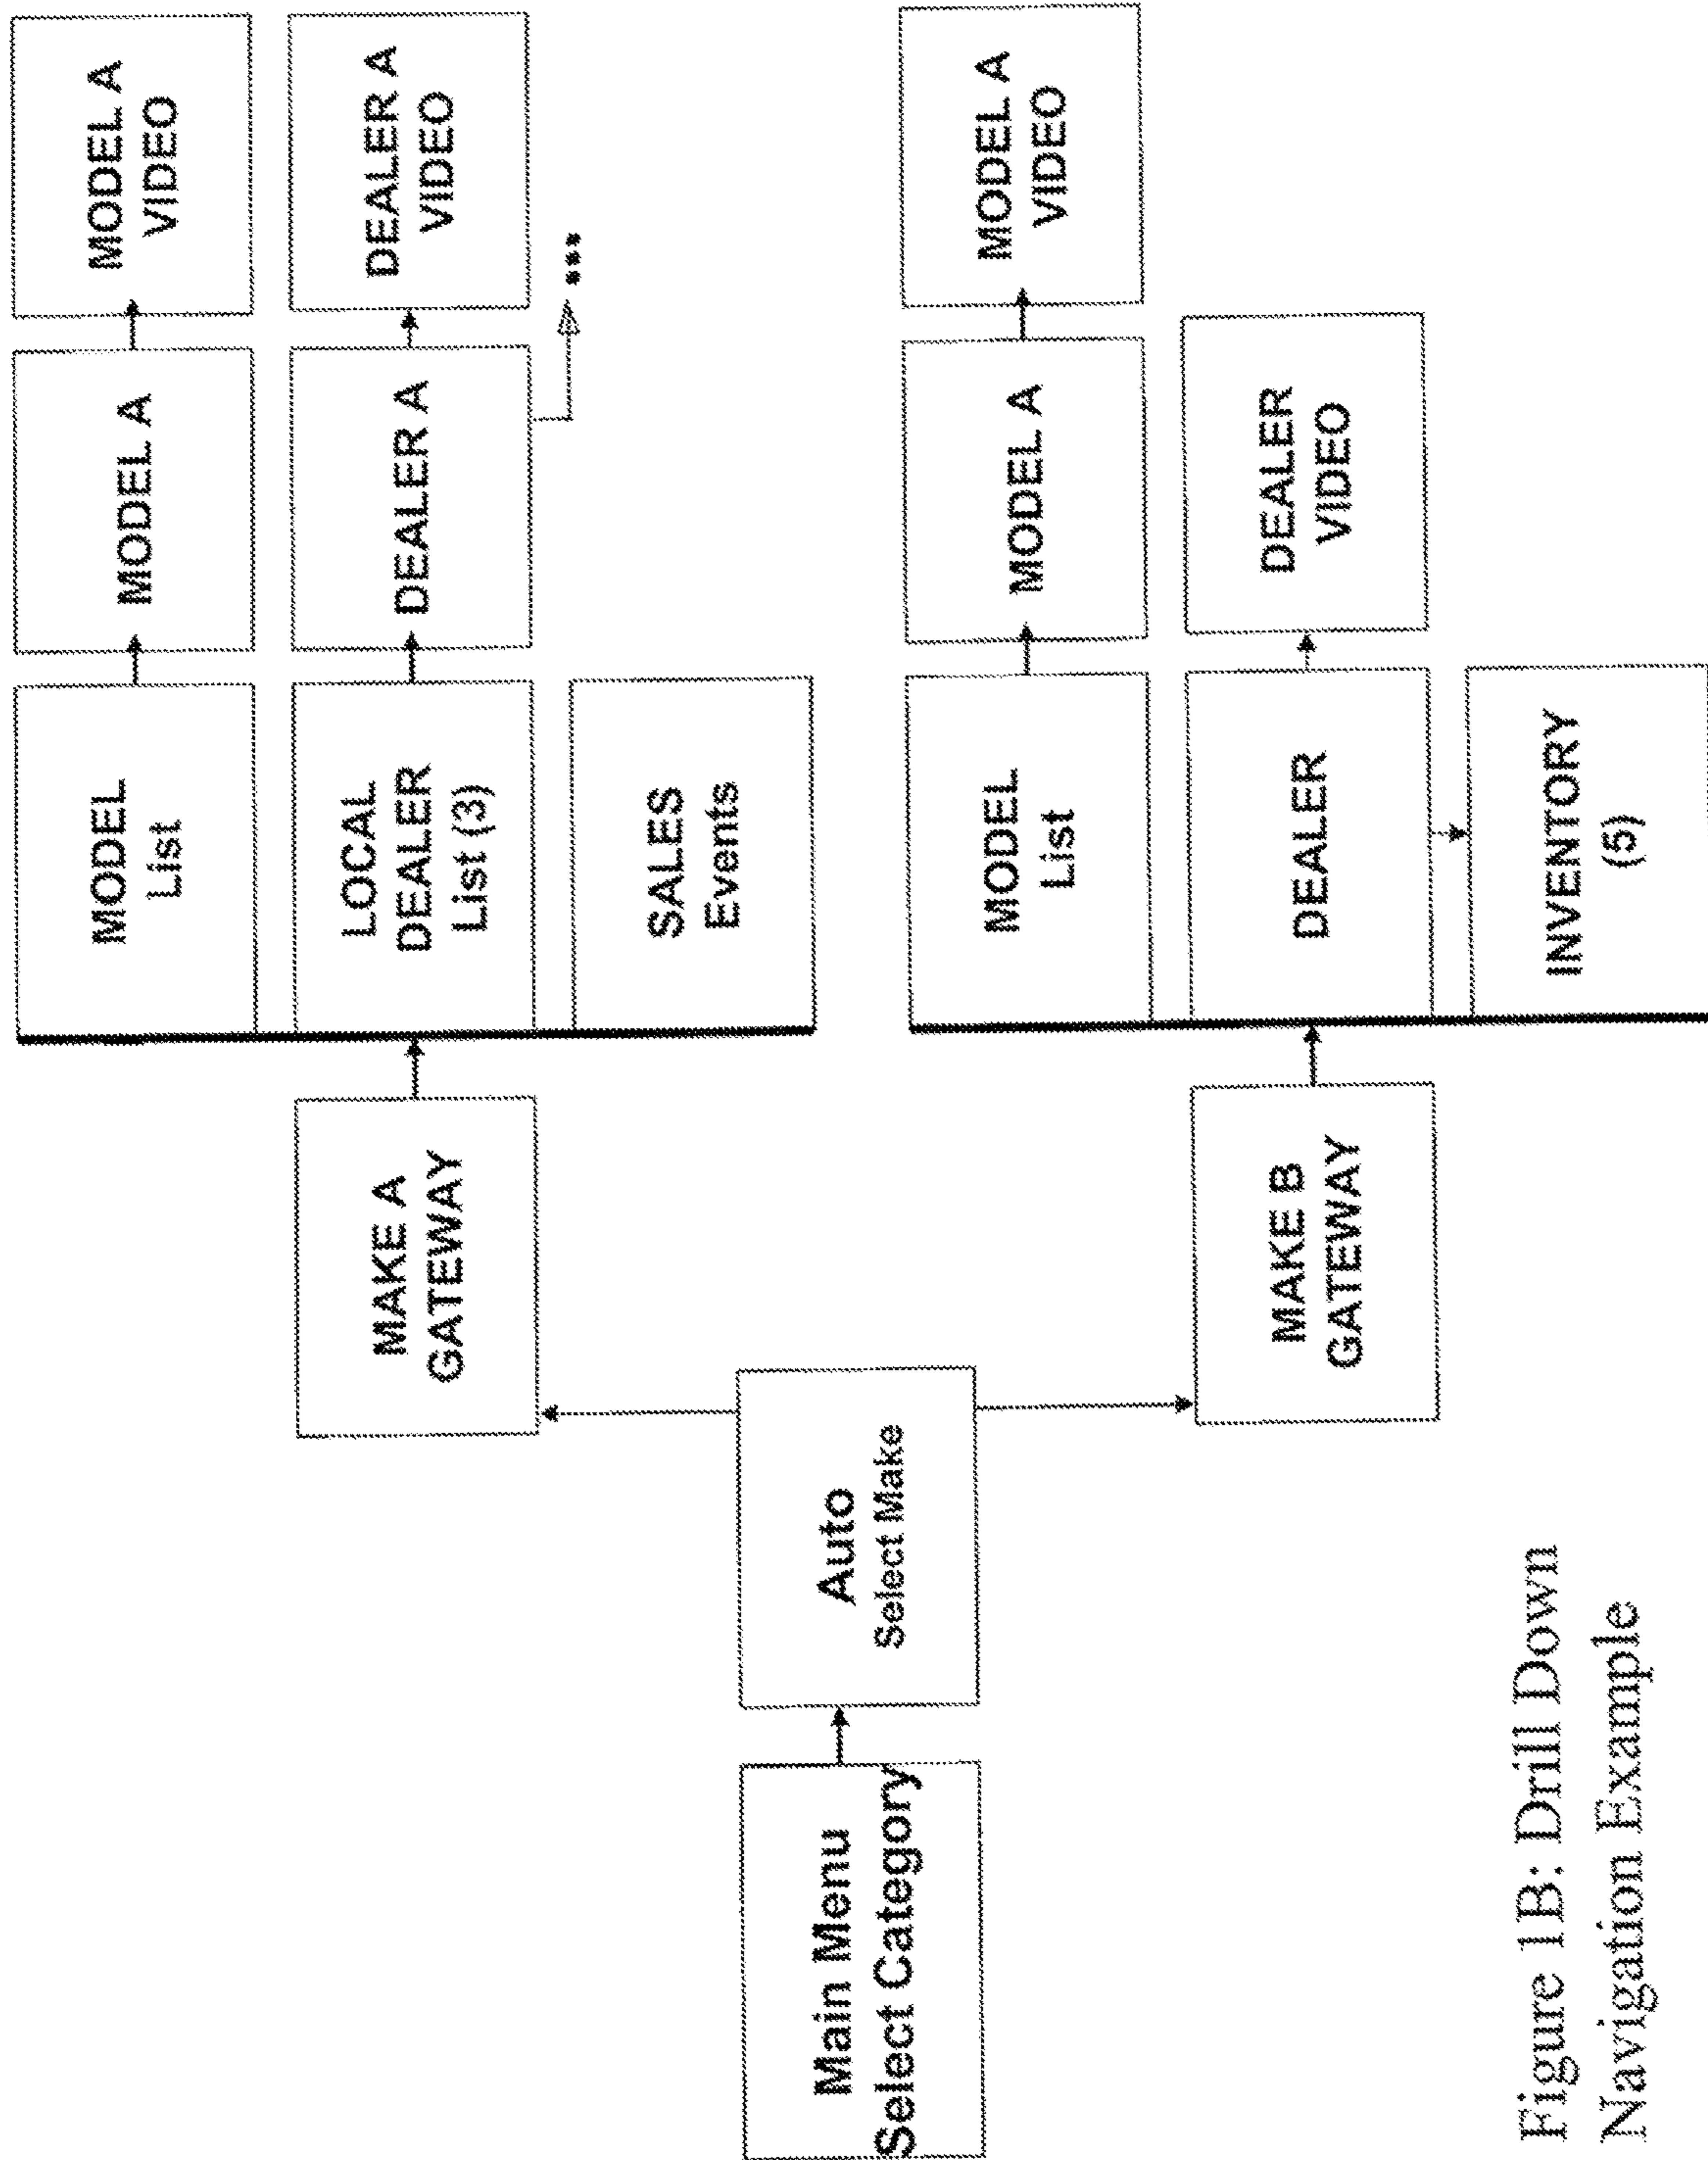 MODEL A
VIDEO
DEALER A
VIDEO
MODEL A
VIDEO
MODEL A
DEALER A
MODEL A
DEALER
VIDEO
MODEL
List
LOCAL
DEALER
List (3)
SALES
Events
MODEL
List
DEALER
INVENTORY
(5)
MAKE A
GATEWAY
MAKE B
GATEWAY
Auto
Select Make
Main Menu
Select Category
Figure 1B: Drill Down
Navigation Example